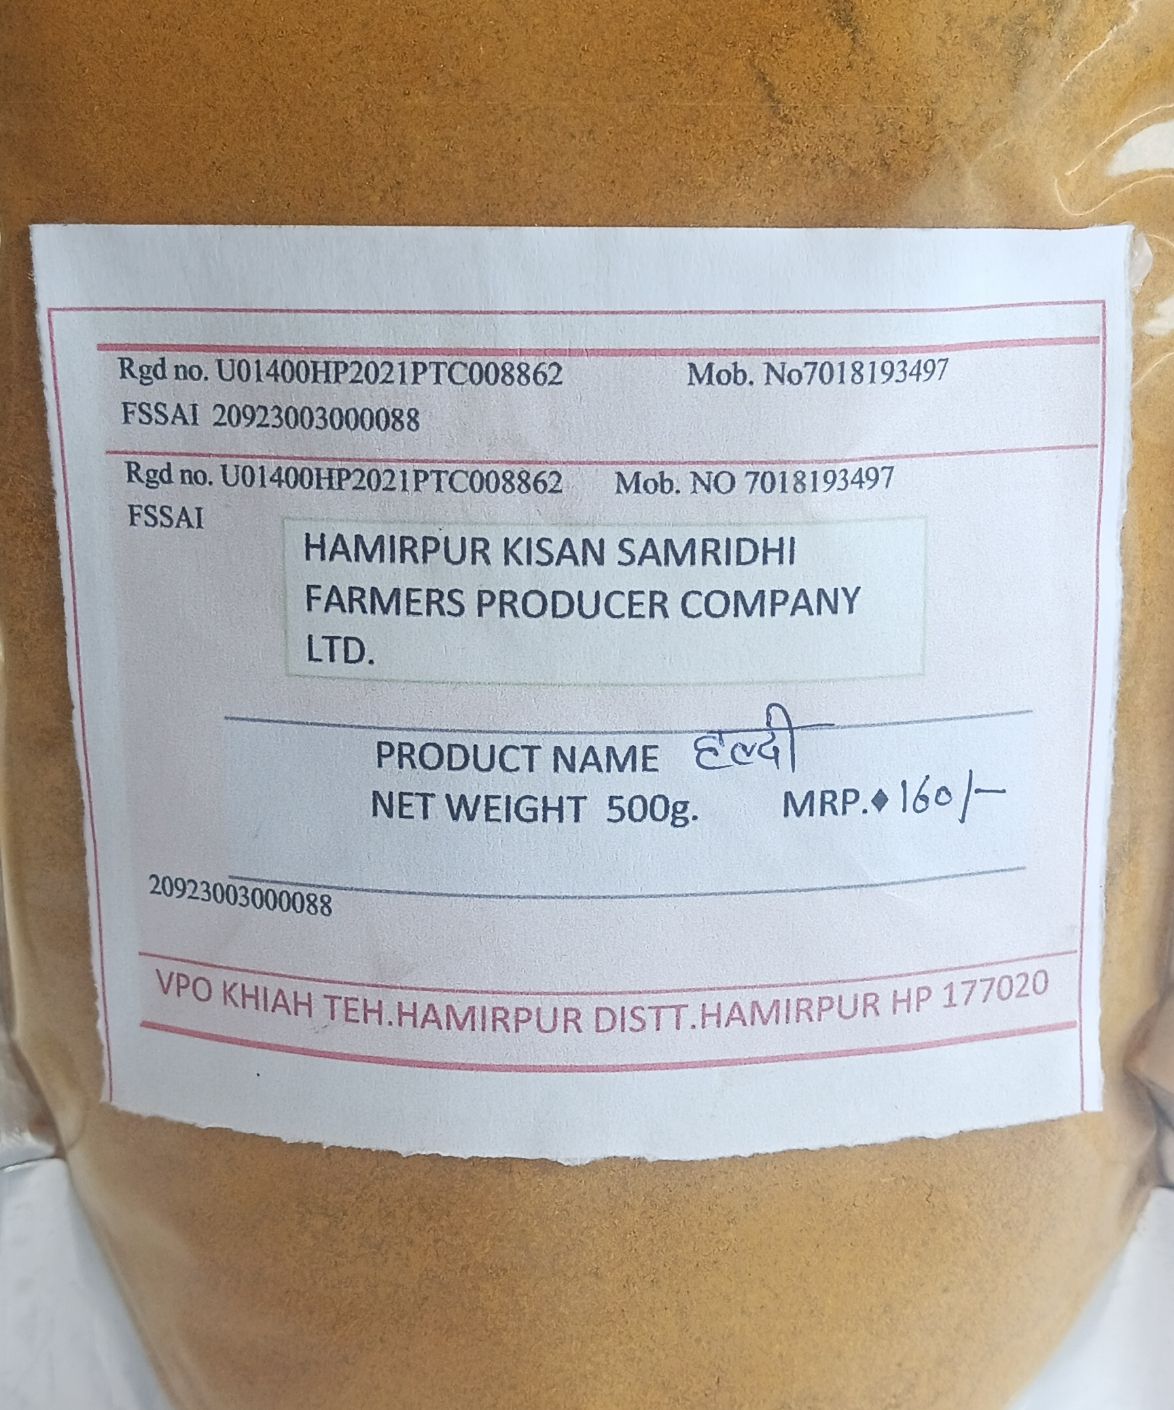 Rgd no. U01400HP2021PTC008862 Mob. No7018193497
FSSAI 20923003000088
Rgd no. U01400HP2021PTC008862 Mob. NO 7018193497
FSSAI
HAMIRPUR KISAN SAMRIDHI
FARMERS PRODUCER COMPANY
LTD.
PRODUCT NAME हल्दी
NET WEIGHT 500g. MRP.♦160/-
20923003000088
VPO KHIAH TEH.HAMIRPUR DISTT.HAMIRPUR HP 177020